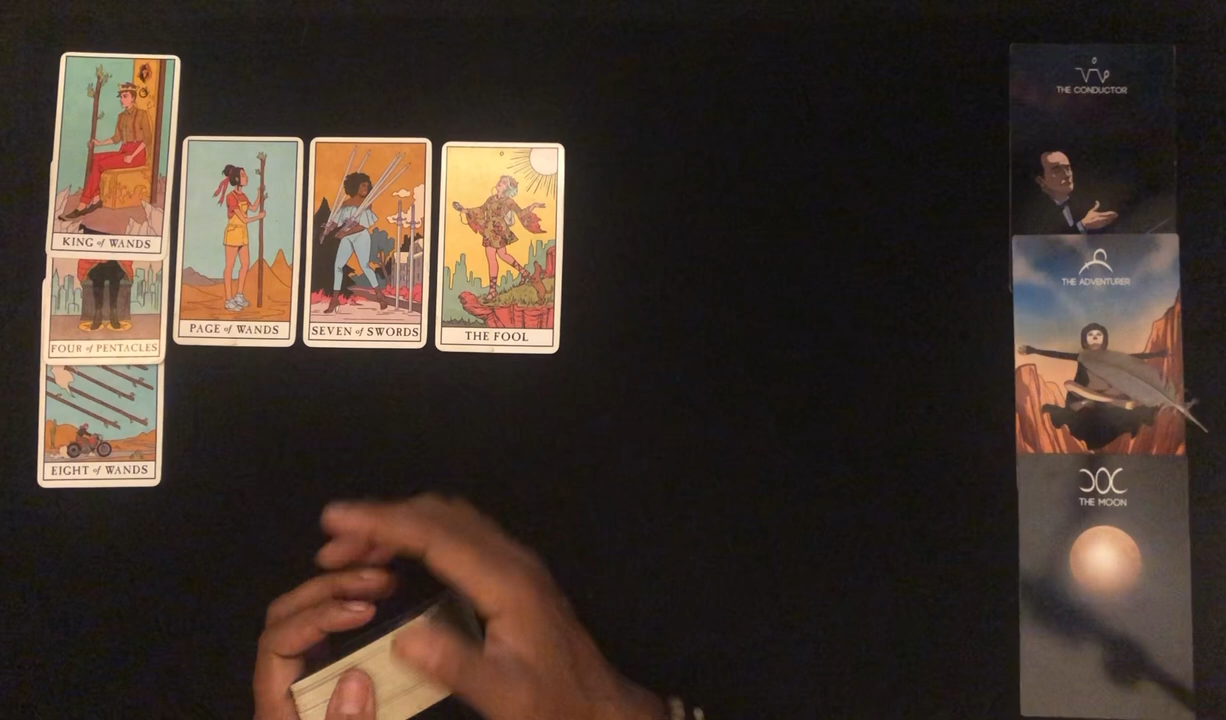 KING of WANDS
FOUR of PENTACLES
EIGHT of WANDS
PAGE of WANDS
SEVEN of SWORDS
THE FOOL
THE CONDUCTOR
THE ADVENTURER
THE MOON